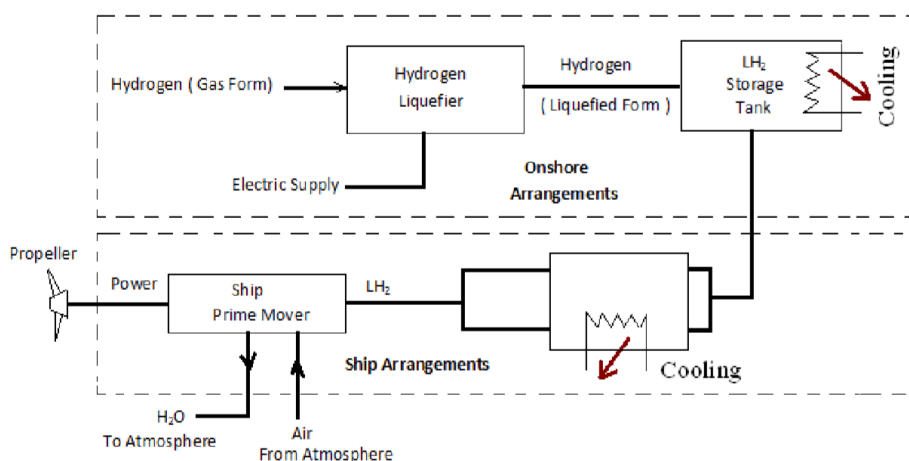 Hydrogen ( Gas Form)
Hydrogen
Liquefier
Hydrogen
( Liquefied Form )
LH₂
Storage
Tank
Cooling
Electric Supply
Onshore
Arrangements
Propeller
Power
Ship
Prime Mover
LH₂
Ship Arrangements
Cooling
H₂O
To Atmosphere
Air
From Atmosphere